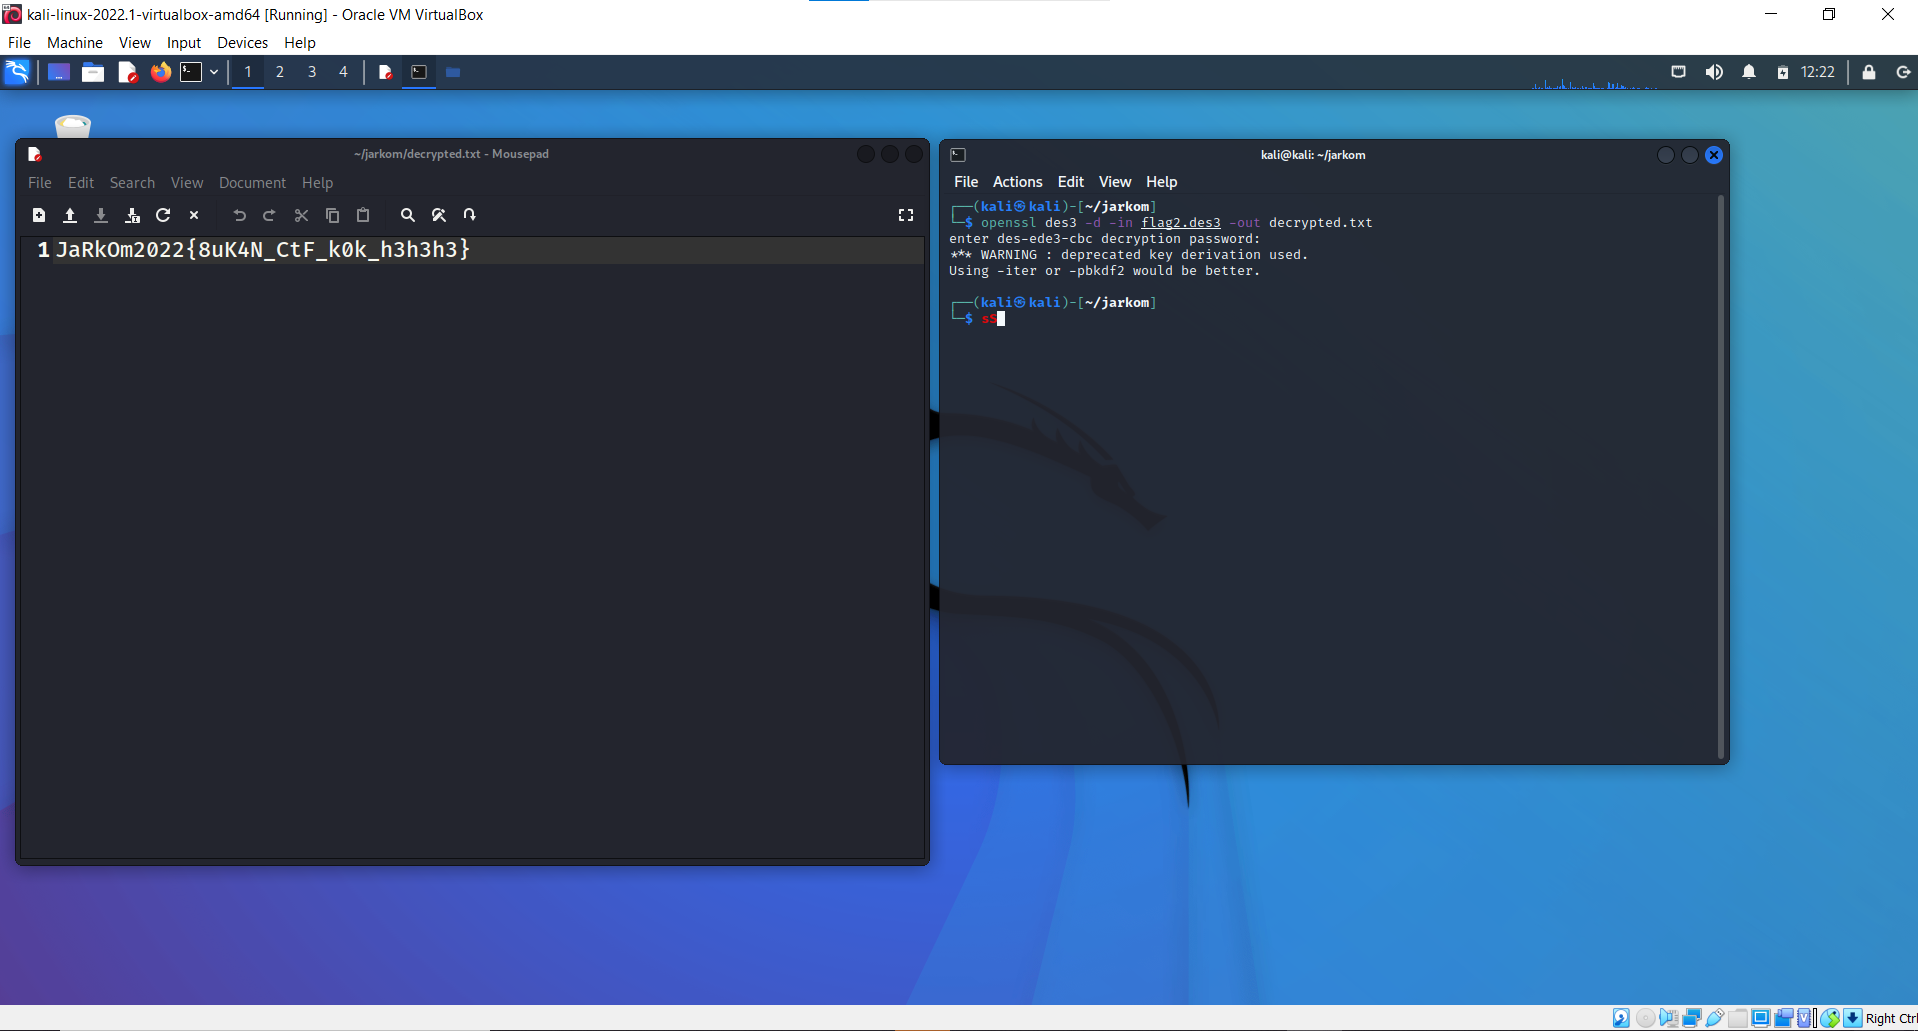 kali-linux-2022.1-virtualbox-amd64 [Running] - Oracle VM VirtualBox
File Machine View Input Devices Help
1 2 3 4 12:22
~/jarkom/decrypted.txt - Mousepad
File Edit Search View Document Help
1 JaRkOm2022{8uK4N_CtF_k0k_h3h3h3}
kali@kali: ~/jarkom
File Actions Edit View Help
┌──(kali㉿kali)-[~/jarkom]
└─$ openssl des3 -d -in flag2.des3 -out decrypted.txt
enter des-ede3-cbc decryption password:
*** WARNING : deprecated key derivation used.
Using -iter or -pbkdf2 would be better.
┌──(kali㉿kali)-[~/jarkom]
└─$ sS
Right Ctrl